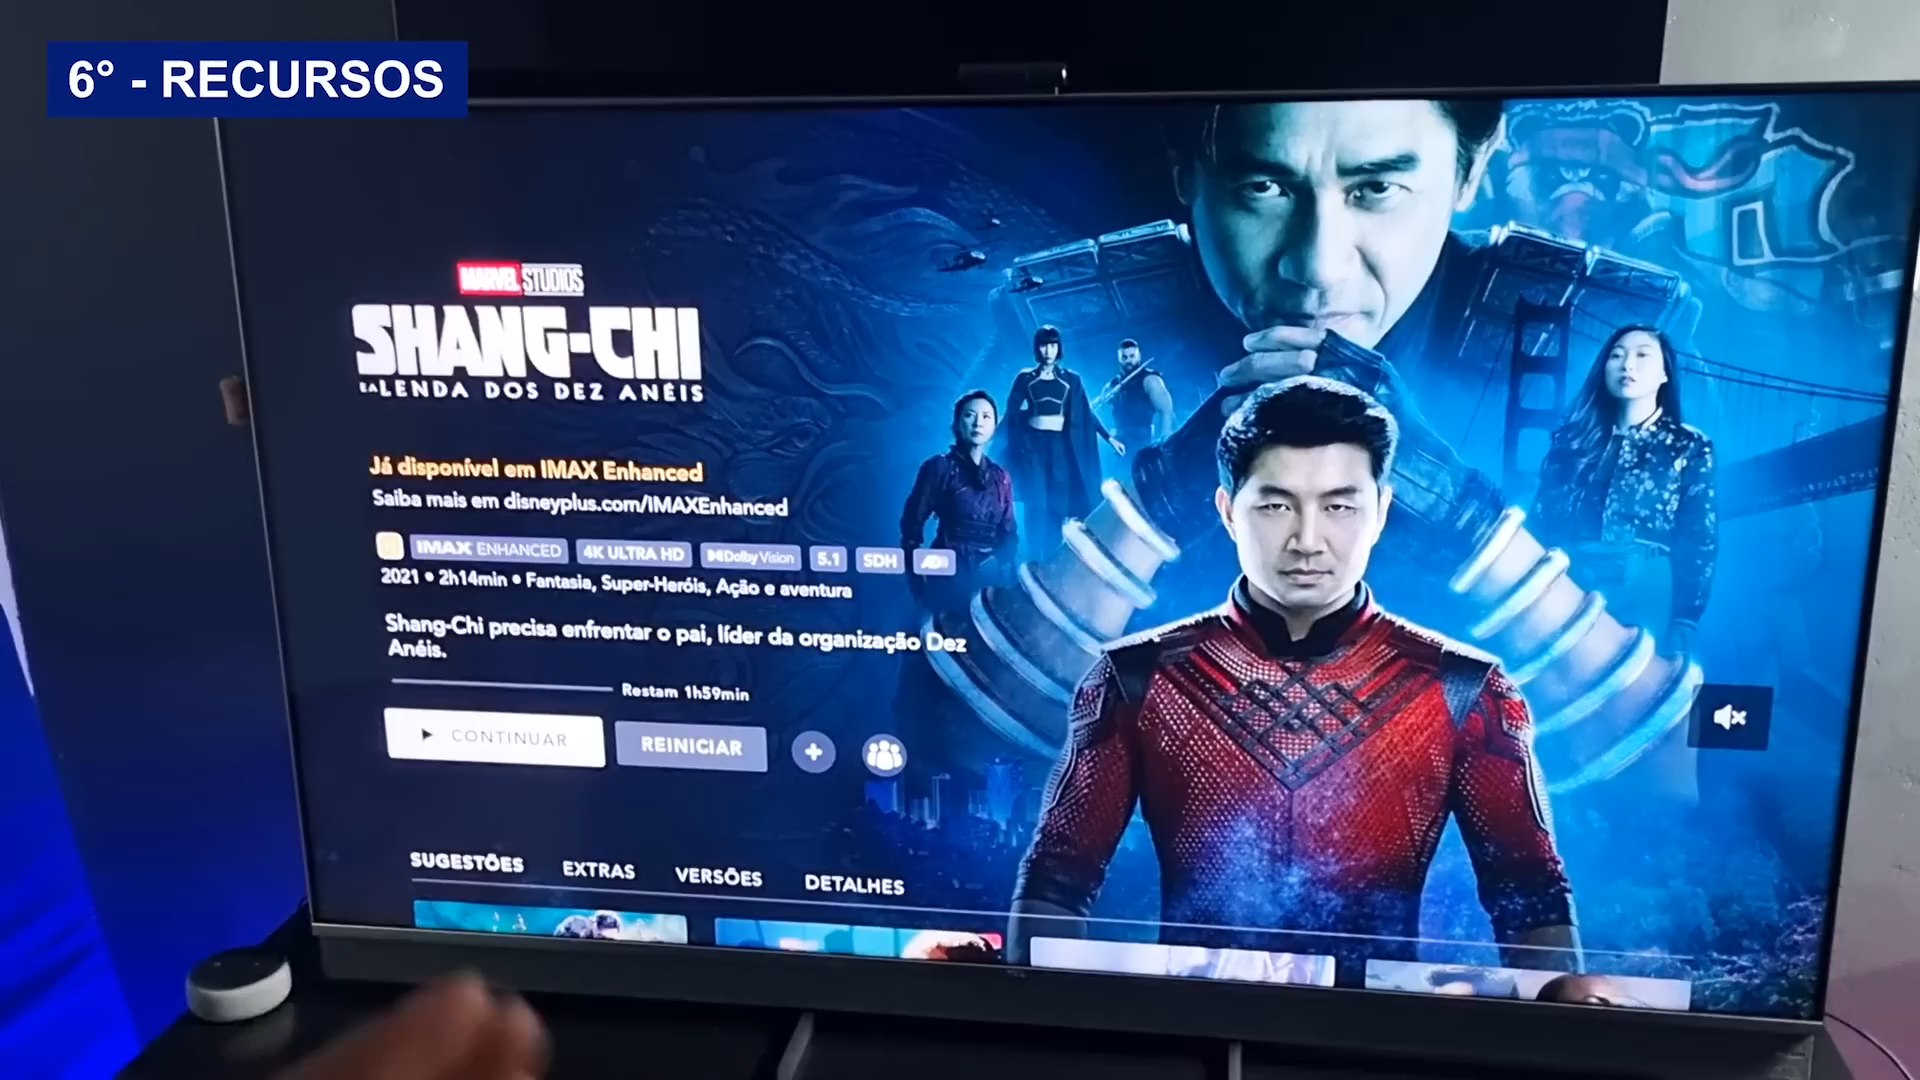 6° - RECURSOS
MARVEL STUDIOS
SHANG-CHI
E A LENDA DOS DEZ ANÉIS
Já disponível em IMAX Enhanced
Saiba mais em disneyplus.com/IMAXEnhanced
IMAX ENHANCED 4K ULTRA HD Dolby Vision 5.1 SDH AD
2021 • 2h14min • Fantasia, Super-Heróis, Ação e aventura
Shang-Chi precisa enfrentar o pai, líder da organização Dez
Anéis.
Restam 1h59min
CONTINUAR REINICIAR
SUGESTÕES EXTRAS VERSÕES DETALHES